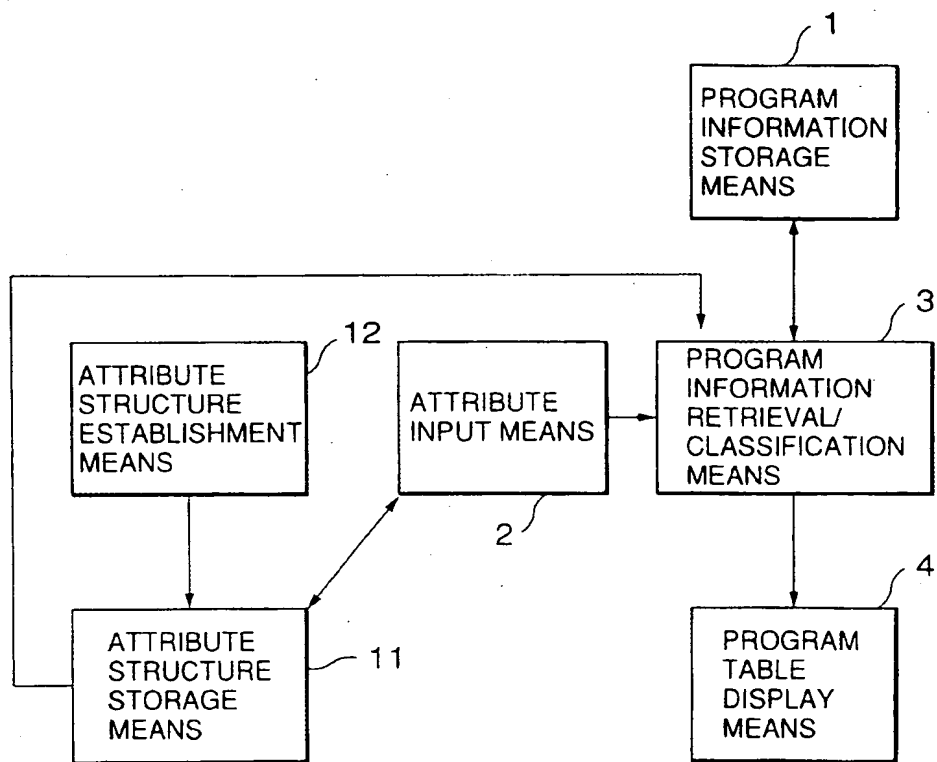 1
PROGRAM
INFORMATION
STORAGE
MEANS
3
PROGRAM
INFORMATION
RETRIEVAL/
CLASSIFICATION
MEANS
12
ATTRIBUTE
STRUCTURE
ESTABLISHMENT
MEANS
ATTRIBUTE
INPUT MEANS
2
ATTRIBUTE
STRUCTURE
STORAGE
MEANS
11
4
PROGRAM
TABLE
DISPLAY
MEANS